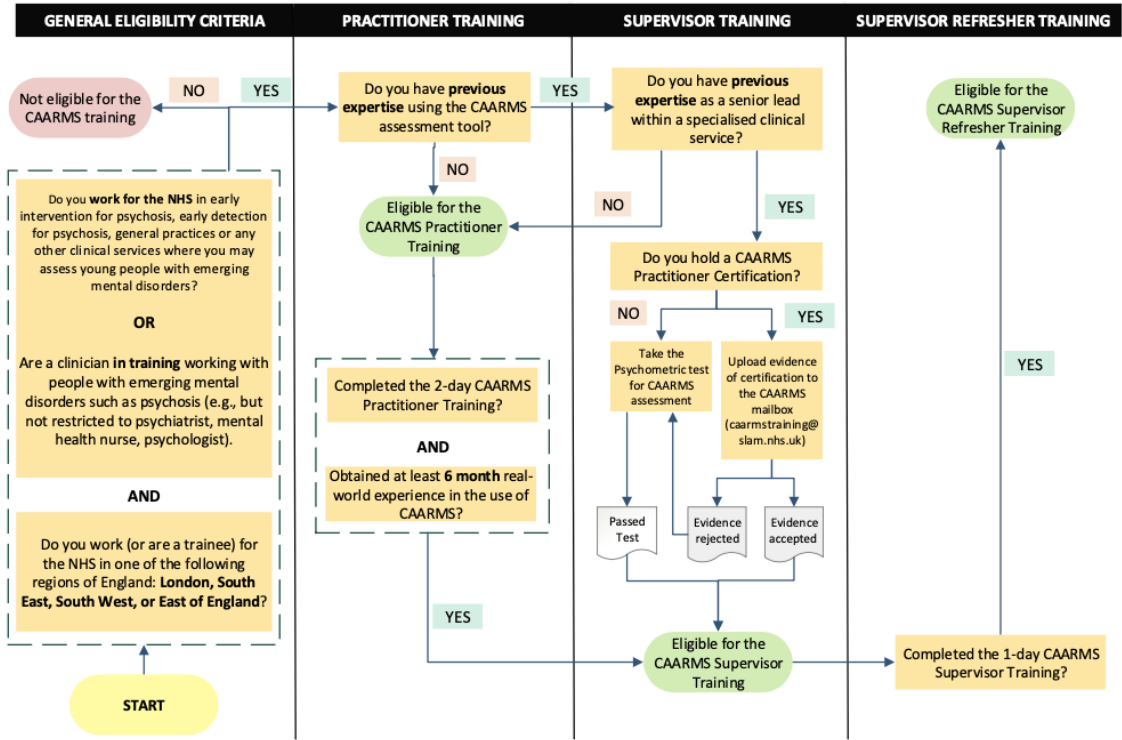 GENERAL ELIGIBILITY CRITERIA
PRACTITIONER TRAINING
SUPERVISOR TRAINING
SUPERVISOR REFRESHER TRAINING
Not eligible for the
CAARMS training
NO
YES
Do you work for the NHS in early
intervention for psychosis, early detection
for psychosis, general practices or any
other clinical services where you may
assess young people with emerging
mental disorders?
OR
Are a clinician in training working with
people with emerging mental
disorders such as psychosis (e.g., but
not restricted to psychiatrist, mental
health nurse, psychologist).
AND
Do you work (or are a trainee) for
the NHS in one of the following
regions of England: London, South
East, South West, or East of England?
START
Do you have previous
expertise using the CAARMS
assessment tool?
YES
NO
Eligible for the
CAARMS Practitioner
Training
Completed the 2-day CAARMS
Practitioner Training?
AND
Obtained at least 6 month real-
world experience in the use of
CAARMS?
YES
Do you have previous
expertise as a senior lead
within a specialised clinical
service?
NO
YES
Do you hold a CAARMS
Practitioner Certification?
NO
YES
Take the
Psychometric test
for CAARMS
assessment
Upload evidence
of certification to
the CAARMS
mailbox
(caarmstraining@
slam.nhs.uk)
Passed
Test
Evidence
rejected
Evidence
accepted
Eligible for the
CAARMS Supervisor
Training
Eligible for the
CAARMS Supervisor
Refresher Training
YES
Completed the 1-day CAARMS
Supervisor Training?